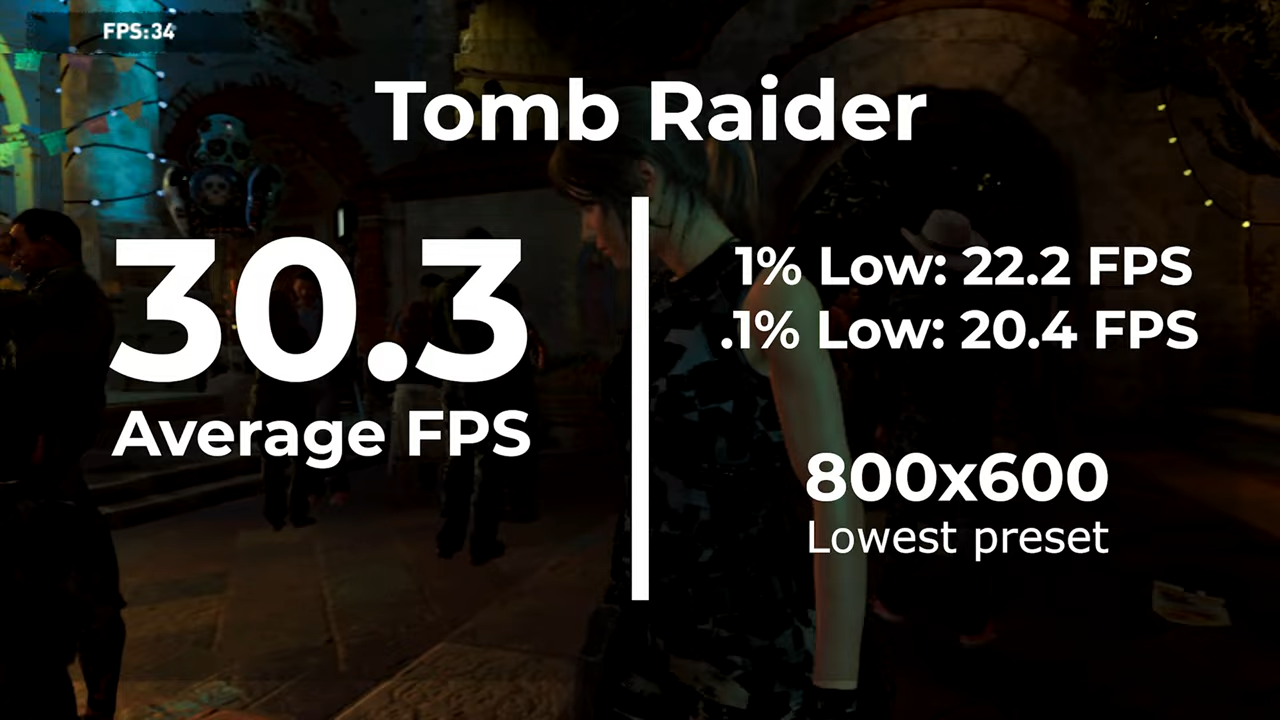 FPS:34
Tomb Raider
30.3
Average FPS
1% Low: 22.2 FPS
.1% Low: 20.4 FPS
800x600
Lowest preset